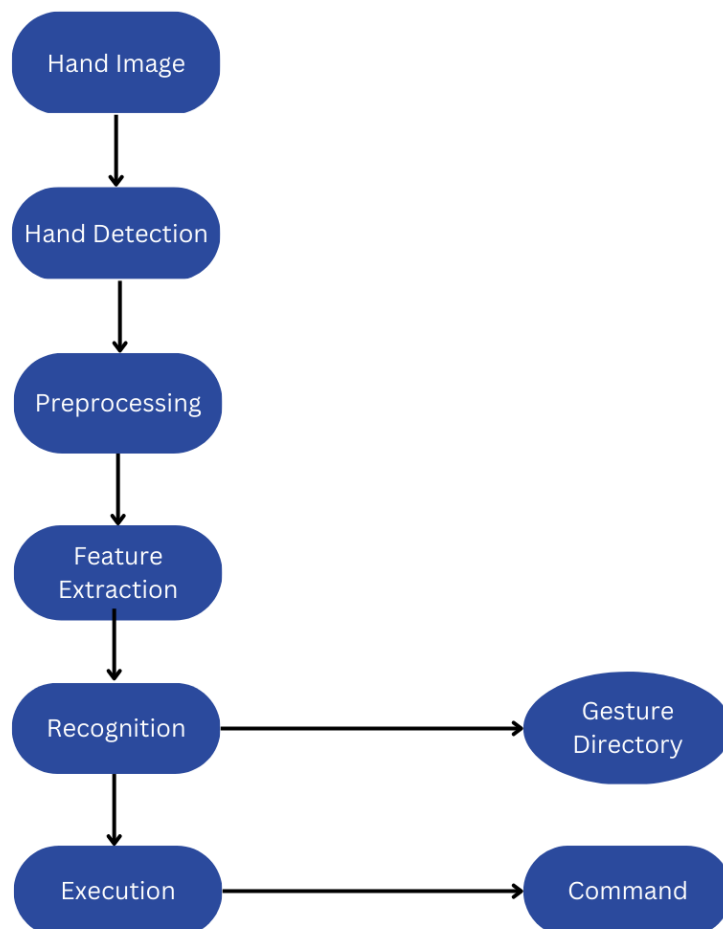 Hand Image
Hand Detection
Preprocessing
Feature
Extraction
Recognition
Gesture
Directory
Execution
Command